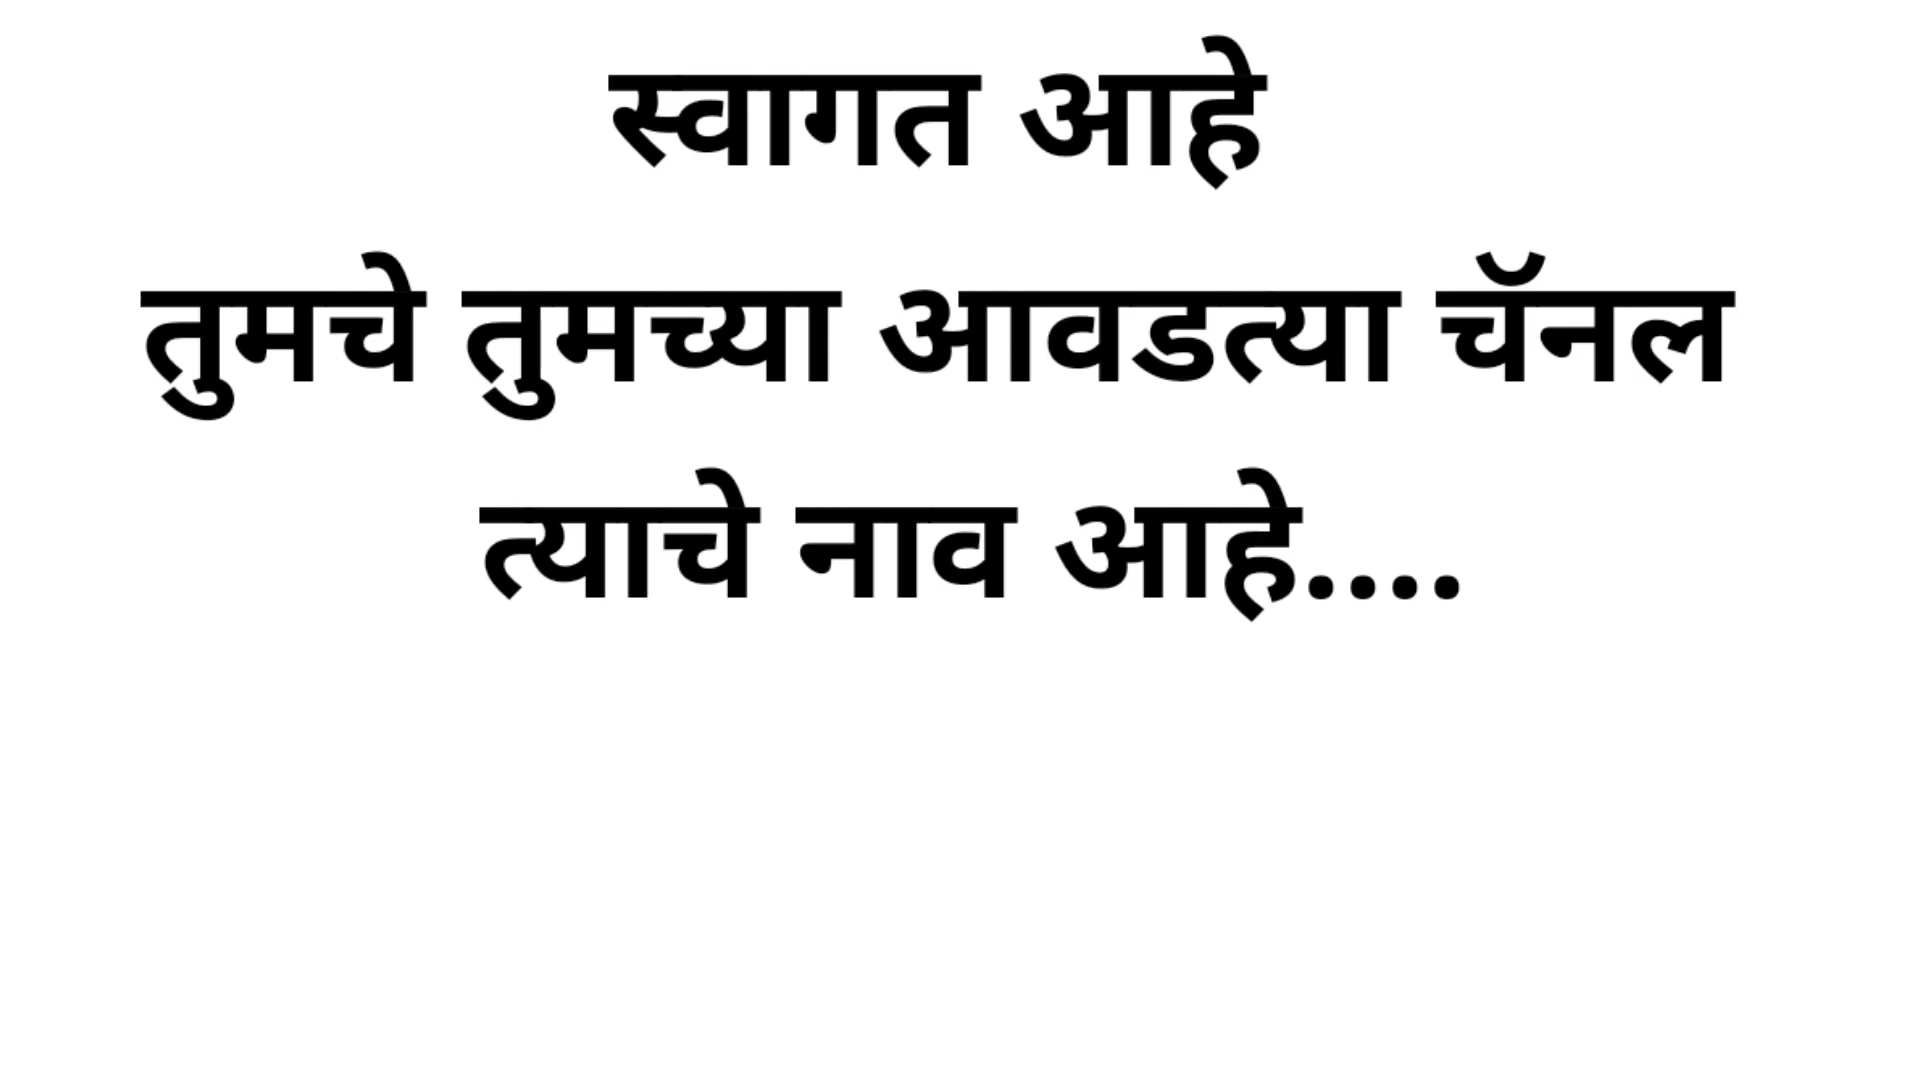 स्वागत आहे
तुमचे तुमच्या आवडत्या चॅनल
त्याचे नाव आहे....